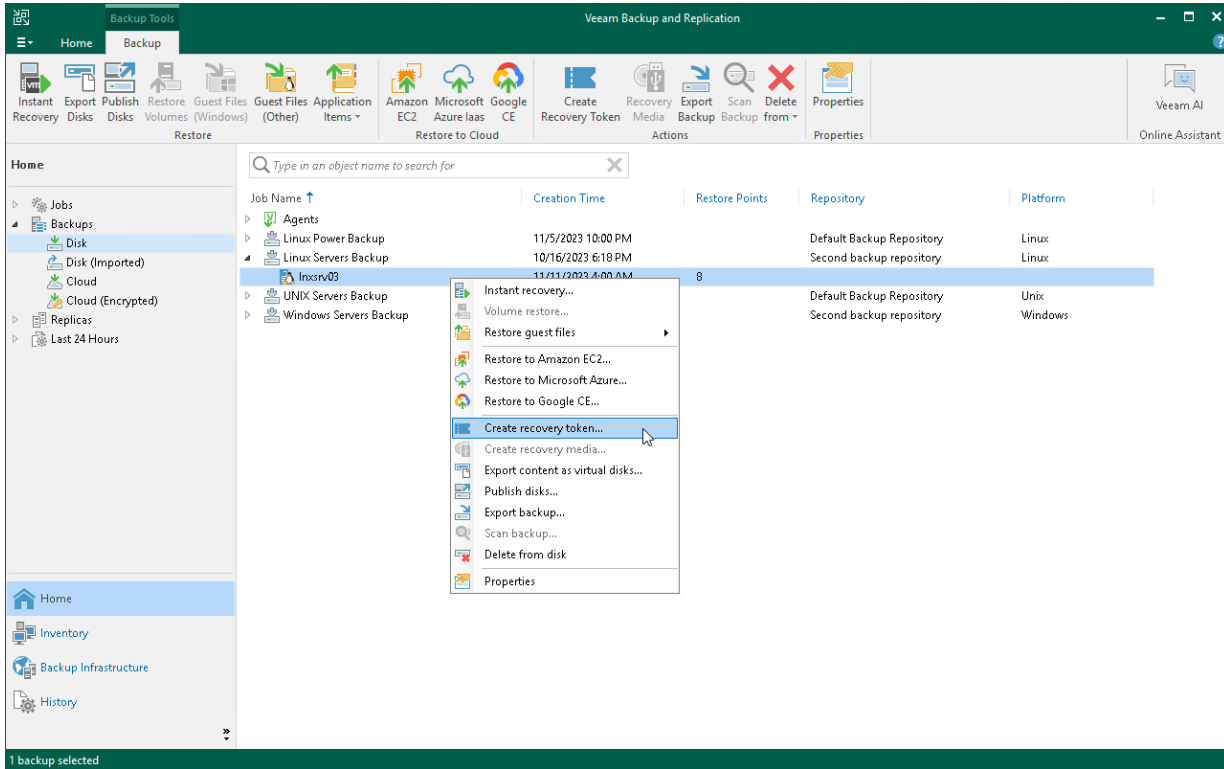 Backup Tools
Veeam Backup and Replication
Home Backup
Instant Recovery
Export Disks
Publish Disks
Restore Volumes
Guest Files (Windows)
Guest Files (Other)
Application Items
Amazon EC2
Microsoft Azure Iaas
Google CE
Create Recovery Token
Recovery Media
Export Backup
Scan Backup
Delete from
Properties
Veeam AI
Restore
Restore to Cloud
Actions
Properties
Online Assistant
Home
Type in an object name to search for
Jobs
Backups
Disk
Disk (Imported)
Cloud
Cloud (Encrypted)
Replicas
Last 24 Hours
Job Name Creation Time Restore Points Repository Platform
Agents
Linux Power Backup 11/5/2023 10:00 PM Default Backup Repository Linux
Linux Servers Backup 10/16/2023 6:18 PM Second backup repository Linux
lnxsrv03 11/11/2023 4:00 AM 8
UNIX Servers Backup Default Backup Repository Unix
Windows Servers Backup Second backup repository Windows
Instant recovery...
Volume restore...
Restore guest files
Restore to Amazon EC2...
Restore to Microsoft Azure...
Restore to Google CE...
Create recovery token...
Create recovery media...
Export content as virtual disks...
Publish disks...
Export backup...
Scan backup...
Delete from disk
Properties
Home
Inventory
Backup Infrastructure
History
1 backup selected